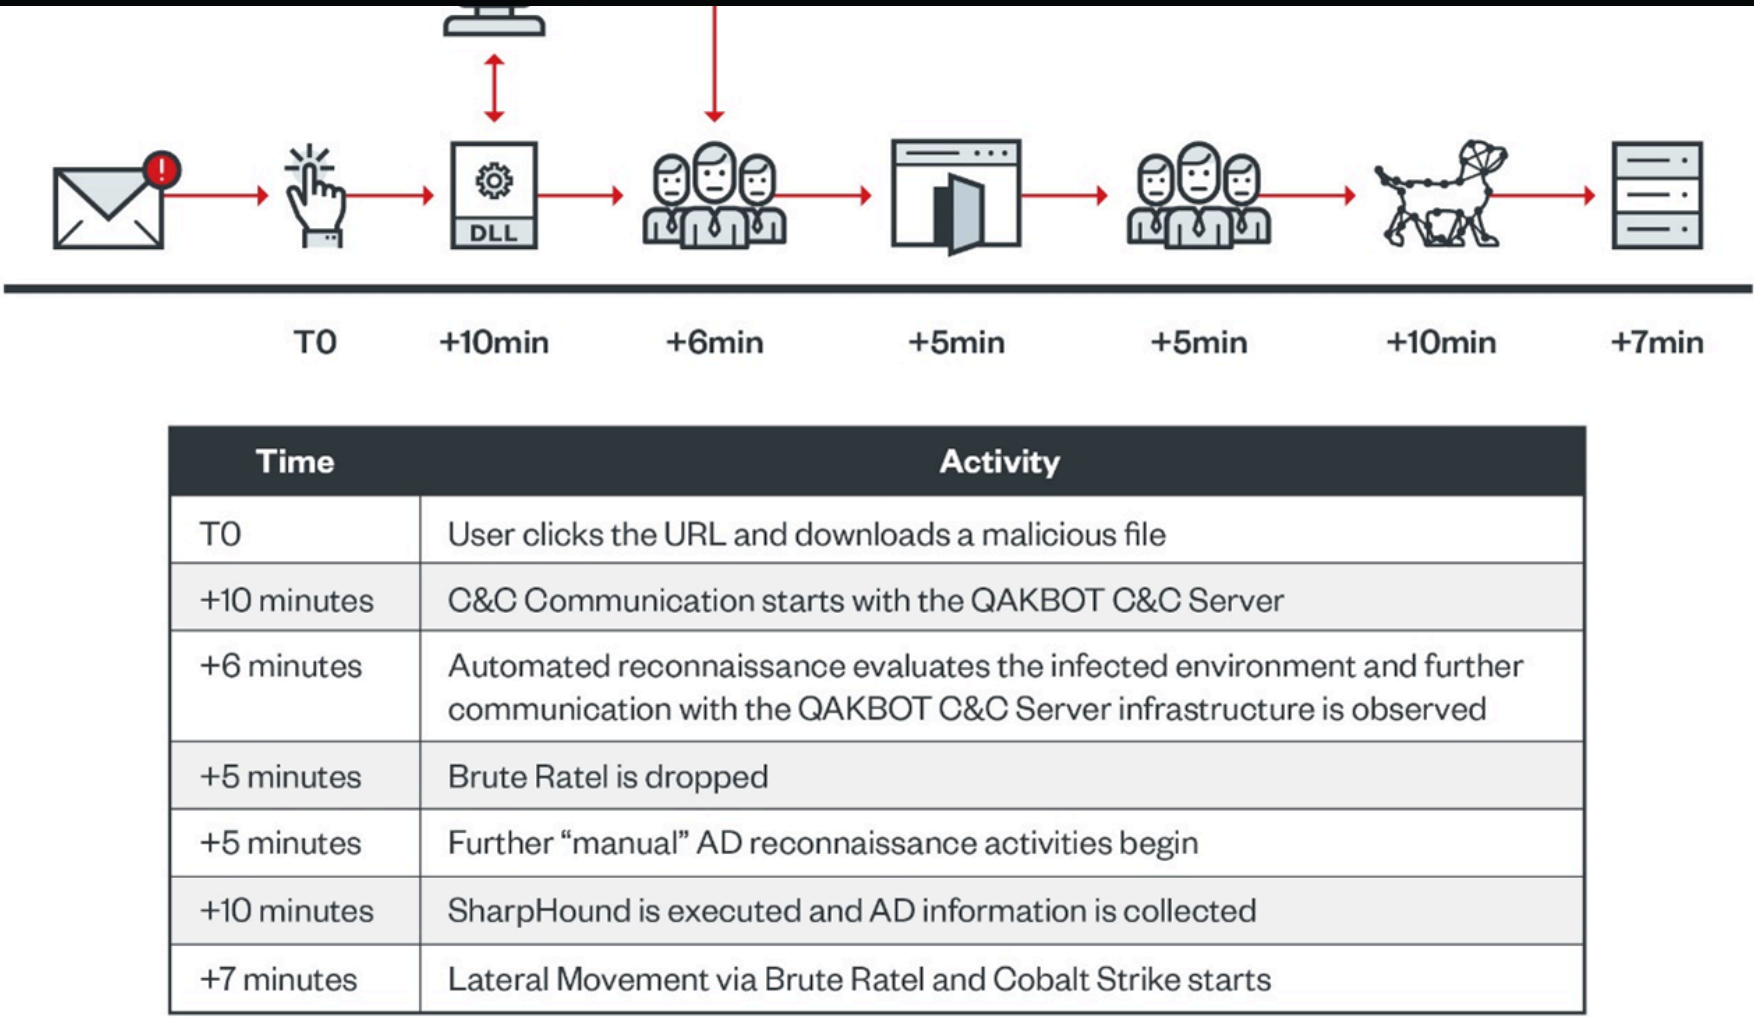 DLL
T0
+10min
+6min
+5min
+5min
+10min
+7min
Time
Activity
T0
User clicks the URL and downloads a malicious file
+10 minutes
C&C Communication starts with the QAKBOT C&C Server
+6 minutes
Automated reconnaissance evaluates the infected environment and further
communication with the QAKBOT C&C Server infrastructure is observed
+5 minutes
Brute Ratel is dropped
+5 minutes
Further “manual” AD reconnaissance activities begin
+10 minutes
SharpHound is executed and AD information is collected
+7 minutes
Lateral Movement via Brute Ratel and Cobalt Strike starts